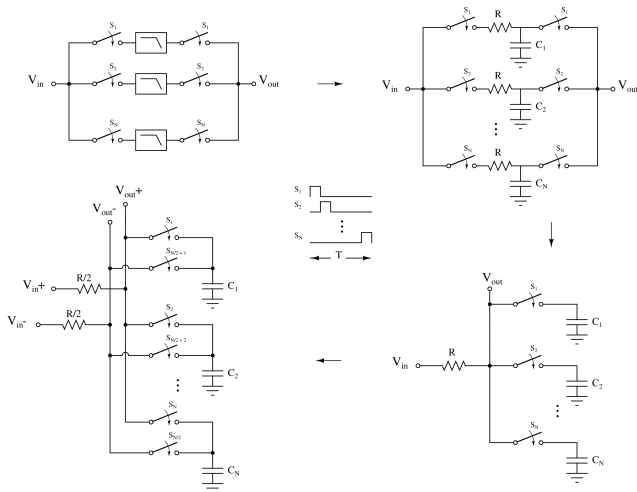 S1 S1
Vin S2 S2 Vout
SN SN
S1 R S1
C1
Vin S2 R S2 Vout
C2
SN R SN
CN
S1
S2
SN
T
Vout+
Vout-
S1
SN/2 + 1
C1
Vin+ R/2
Vin- R/2
S2
SN/2 + 2
C2
SN
SN/2
CN
Vout
S1
C1
Vin R S2
C2
SN
CN